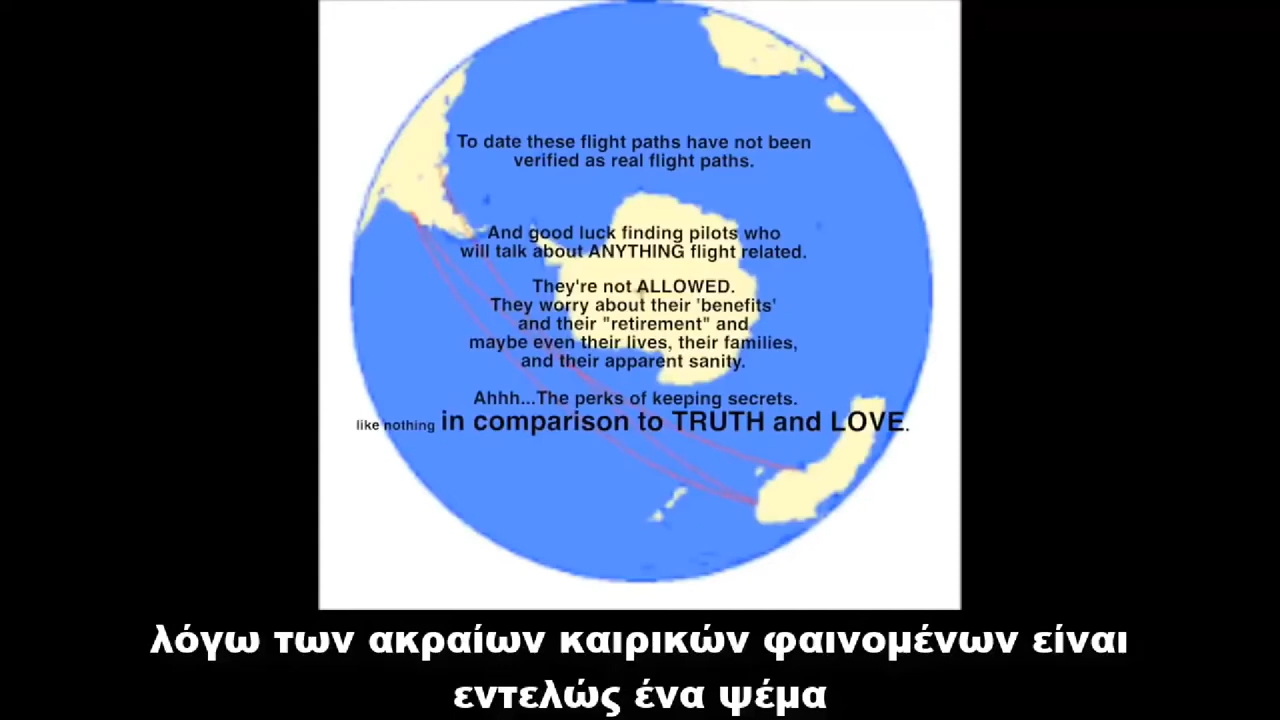 To date these flight paths have not been
verified as real flight paths.
And good luck finding pilots who
will talk about ANYTHING flight related.
They're not ALLOWED.
They worry about their 'benefits'
and their "retirement" and
maybe even their lives, their families,
and their apparent sanity.
Ahhh...The perks of keeping secrets.
like nothing in comparison to TRUTH and LOVE.
λόγω των ακραίων καιρικών φαινομένων είναι
εντελώς ένα ψέμα